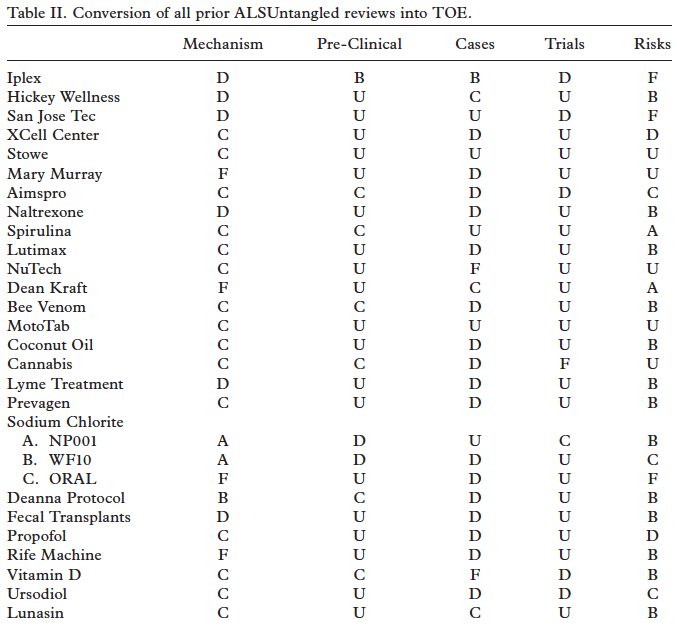 Table II. Conversion of all prior ALSUntangled reviews into TOE.
Mechanism Pre-Clinical Cases Trials Risks
Iplex D B B D F
Hickey Wellness D U C U B
San Jose Tec D U U D F
XCell Center C U D U D
Stowe C U U U U
Mary Murray F U D U U
Aimspro C C D D C
Naltrexone D U D U B
Spirulina C C U U A
Lutimax C U D U B
NuTech C U F U U
Dean Kraft F U C U A
Bee Venom C C D U B
MotoTab C U U U U
Coconut Oil C U D U B
Cannabis C C D F U
Lyme Treatment D U D U B
Prevagen C U D U B
Sodium Chlorite
A. NP001 A D U C B
B. WF10 A D D U C
C. ORAL F U D U F
Deanna Protocol B C D U B
Fecal Transplants D U D U B
Propofol C U D U D
Rife Machine F U D U B
Vitamin D C C F D B
Ursodiol C U D D C
Lunasin C U C U B